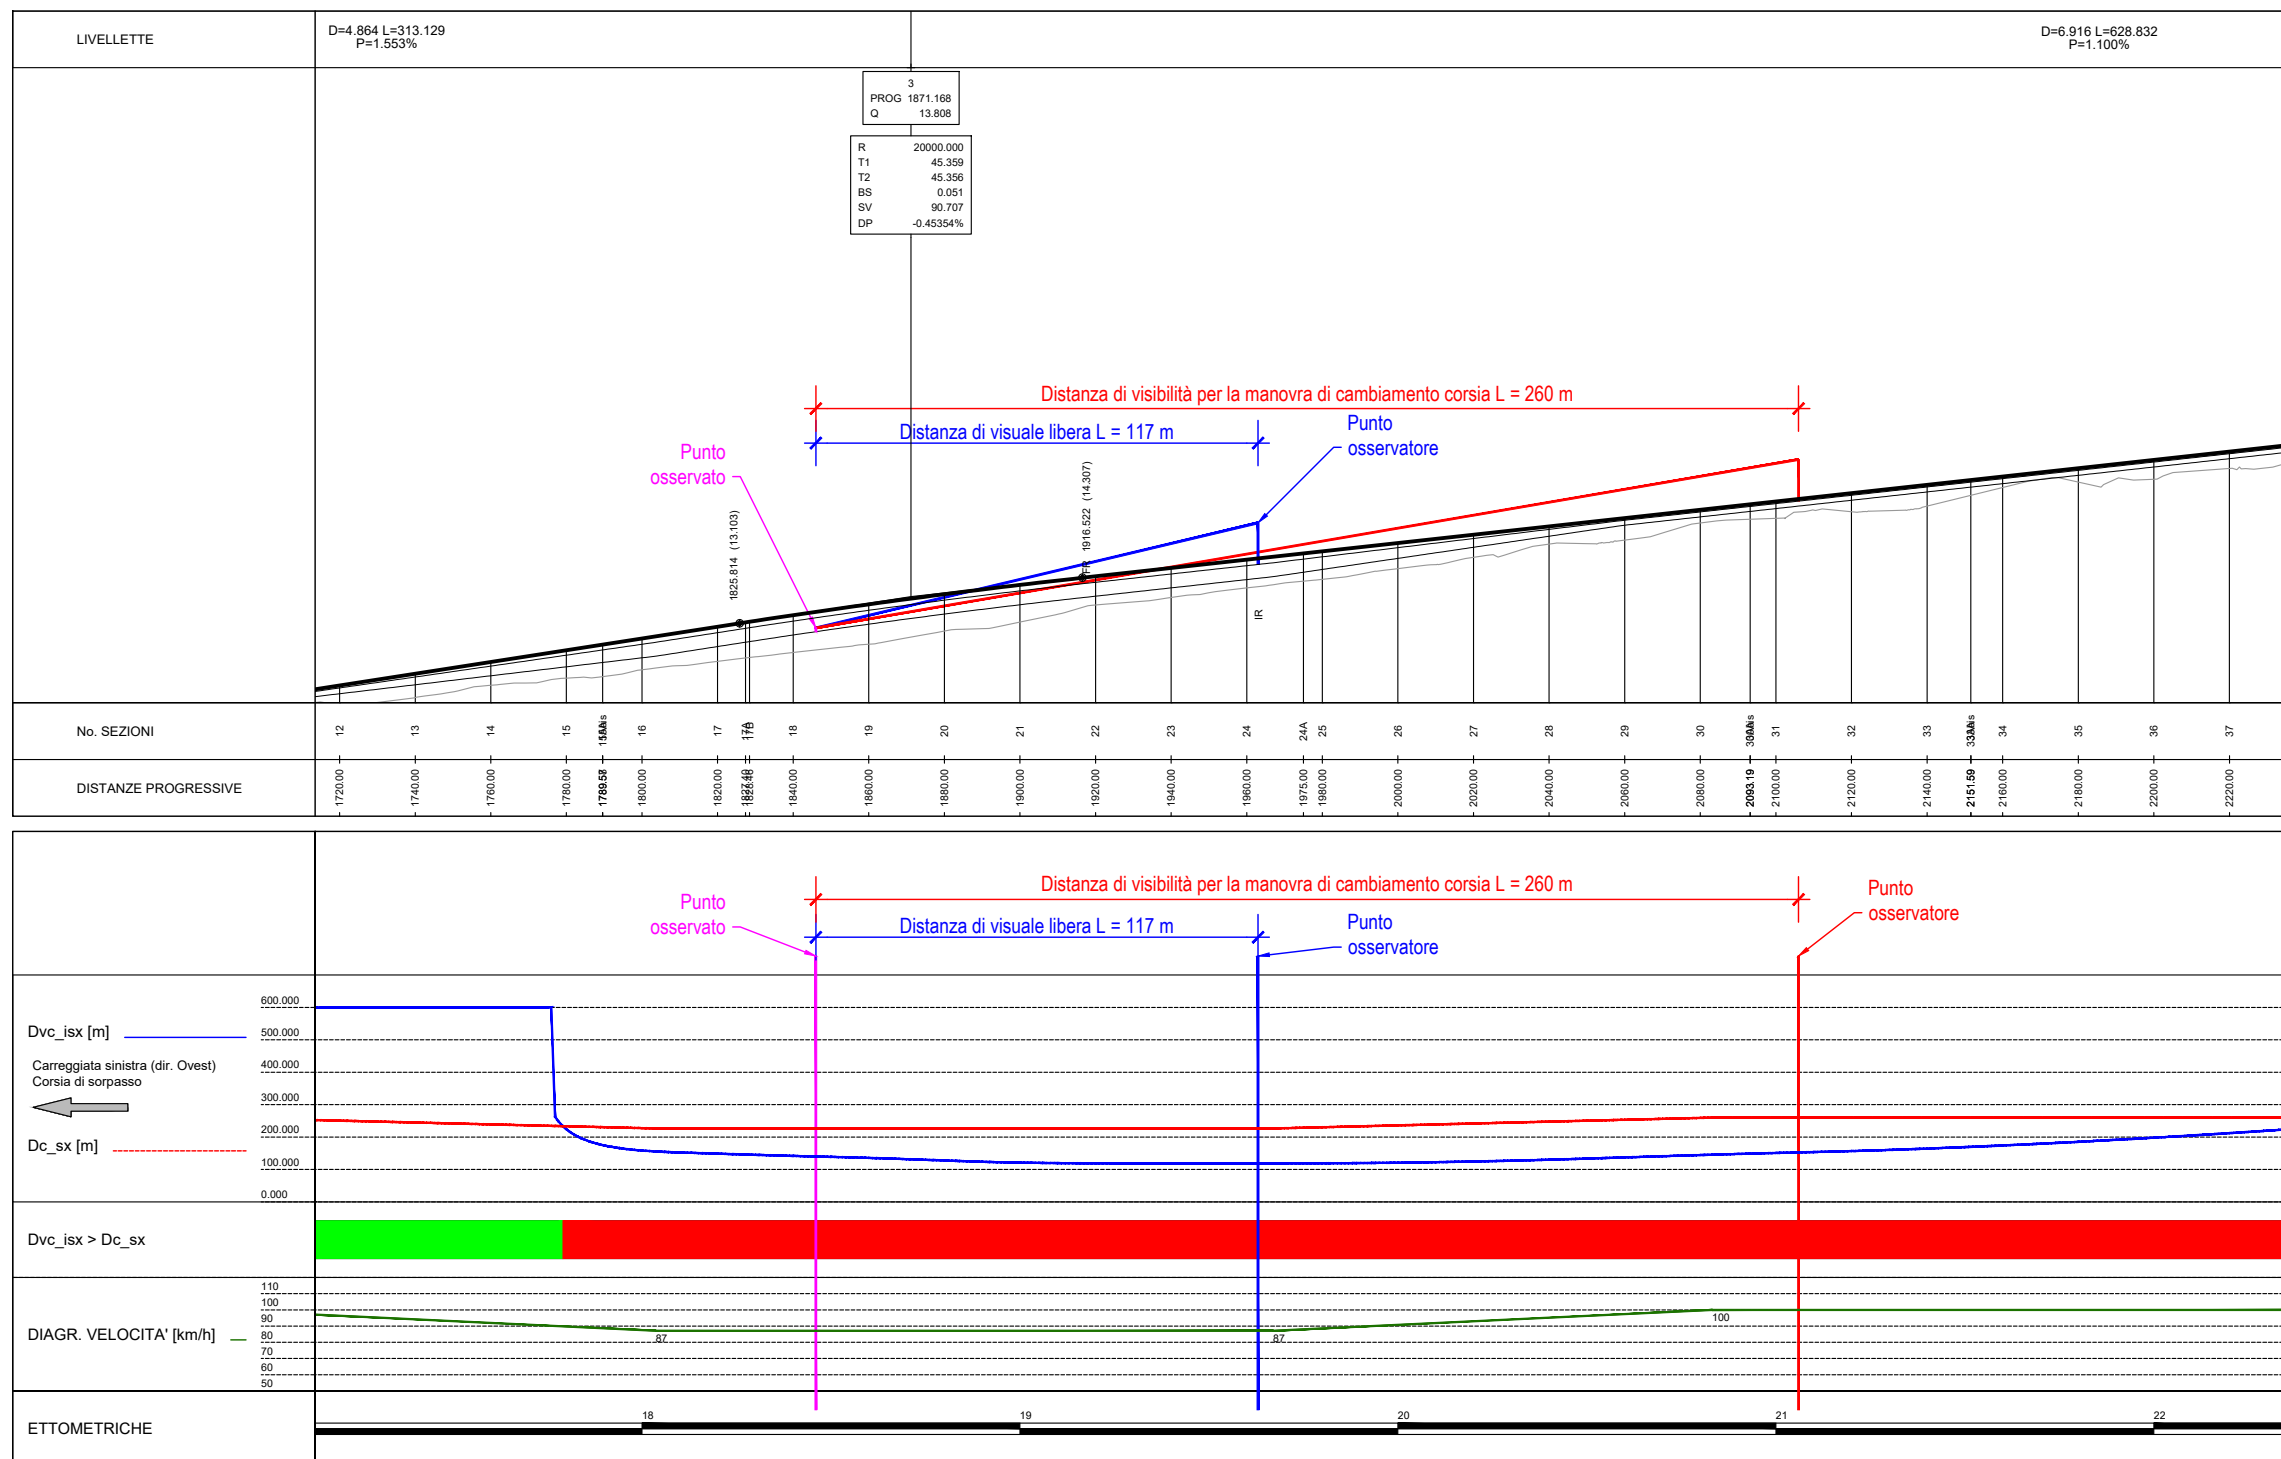 LIVELLETTE
D=4.864 L=313.129
P=1.553%
D=6.916 L=628.832
P=1.100%
3
PROG 1871.168
Q 13.808
R 20000.000
T1 45.359
T2 45.356
BS 0.051
SV 90.707
DP -0.45354%
Distanza di visibilità per la manovra di cambiamento corsia L = 260 m
Distanza di visuale libera L = 117 m
Punto
osservatore
Punto
osservato
1825.814 (13.103)
FR 1916.522 (14.307)
IR
No. SEZIONI
12 13 14 15 16 17 17A 17B 18 19 20 21 22 23 24 24A 25 26 27 28 29 30 31 32 33 34 35 36 37
DISTANZE PROGRESSIVE
1720.00 1740.00 1760.00 1780.00 1800.00 1820.00 1840.00 1860.00 1880.00 1900.00 1920.00 1940.00 1960.00 1975.00 1980.00 2000.00 2020.00 2040.00 2060.00 2080.00 2093.19 2100.00 2120.00 2140.00 2151.59 2160.00 2180.00 2200.00 2220.00
Distanza di visibilità per la manovra di cambiamento corsia L = 260 m
Punto
osservatore
Punto
osservato
Distanza di visuale libera L = 117 m
Punto
osservatore
600.000
500.000
400.000
300.000
200.000
100.000
0.000
Dvc_isx [m]
Carreggiata sinistra (dir. Ovest)
Corsia di sorpasso
Dc_sx [m]
Dvc_isx > Dc_sx
DIAGR. VELOCITA' [km/h]
110
100
90
80
70
60
50
87 87 100
ETTOMETRICHE
18 19 20 21 22